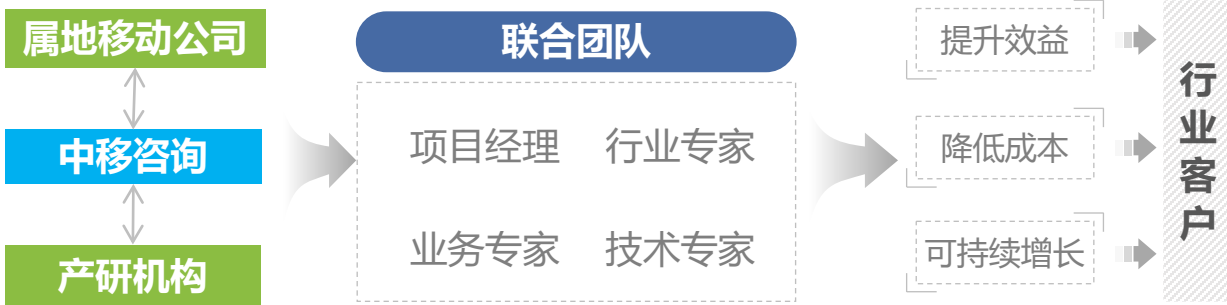 属地移动公司
中移咨询
产研机构
联合团队
项目经理 行业专家
业务专家 技术专家
提升效益
降低成本
可持续增长
行业客户